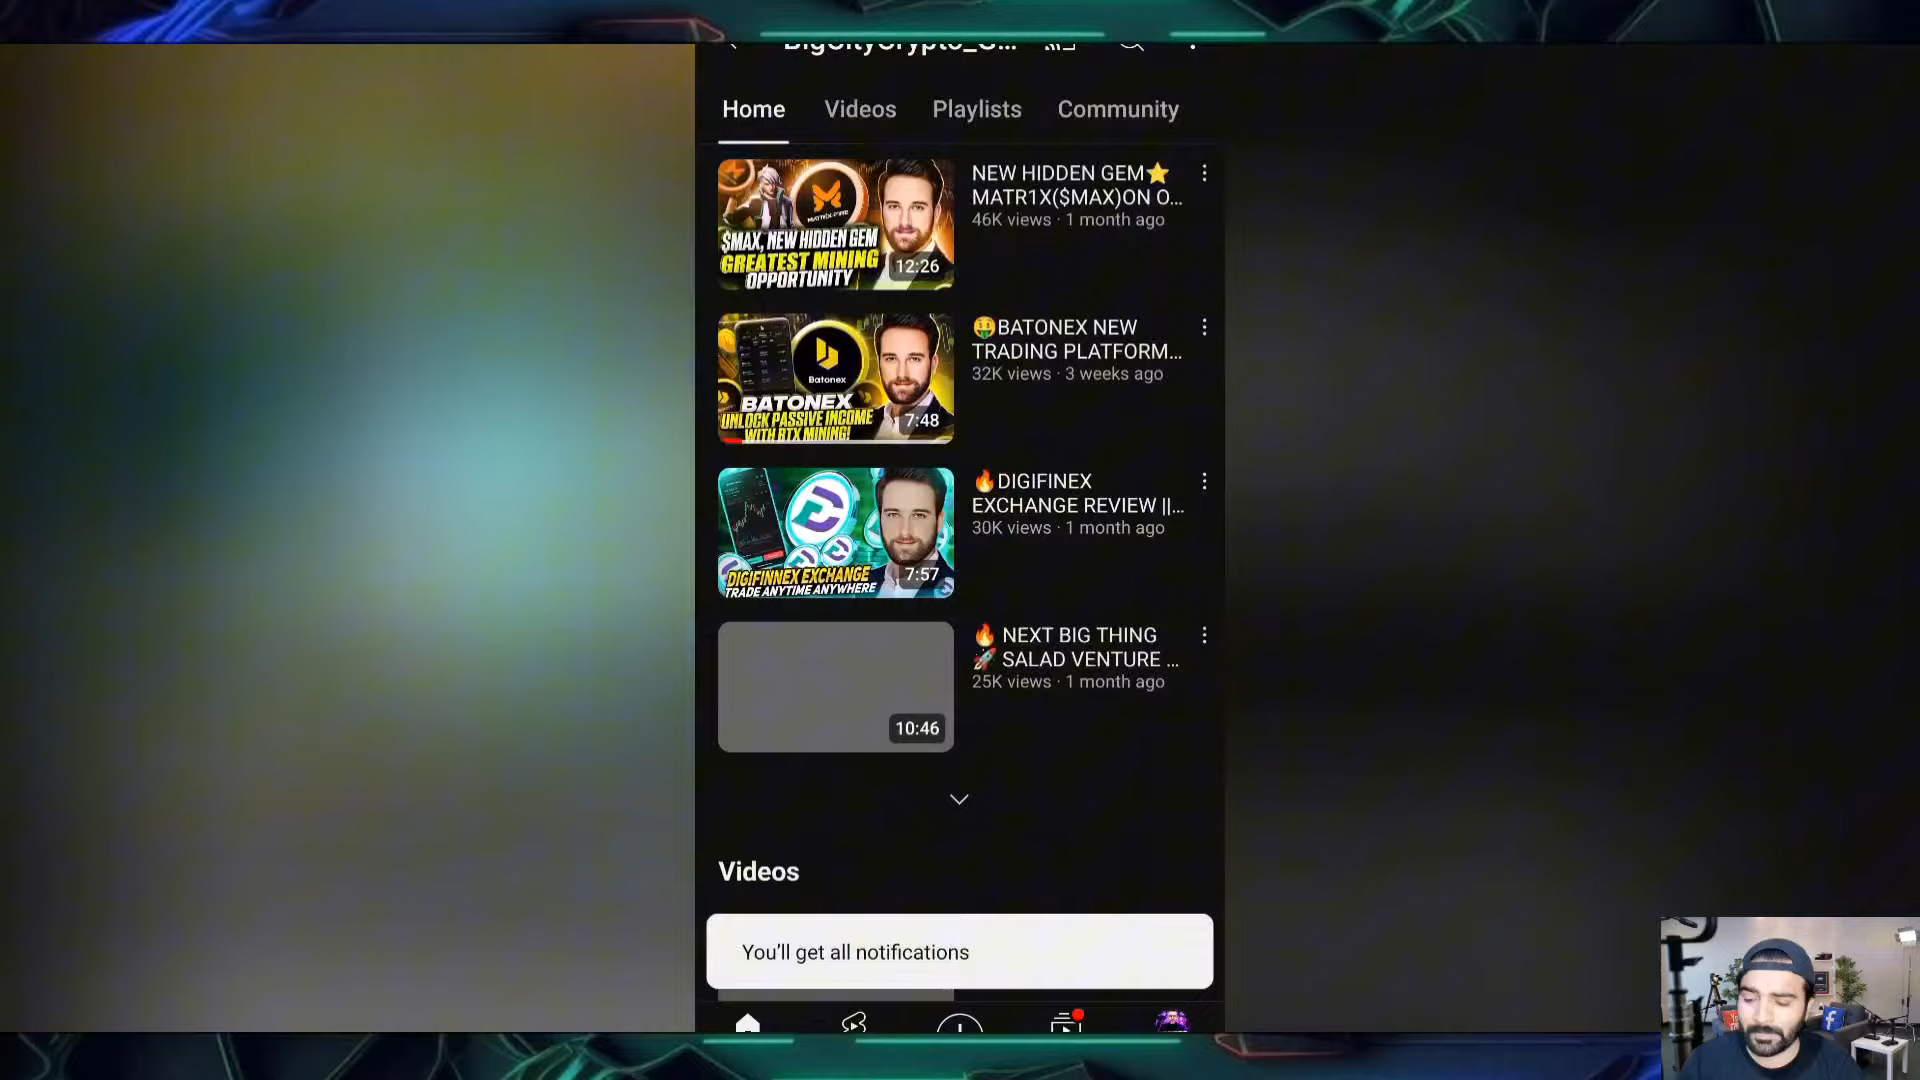 BigCityCrypto_G...
Home Videos Playlists Community
$MAX, NEW HIDDEN GEM
GREATEST MINING
OPPORTUNITY
12:26
NEW HIDDEN GEM⭐
MATR1X($MAX)ON O...
46K views · 1 month ago
Batonex
BATONEX
UNLOCK PASSIVE INCOME
WITH BTX MINING!
7:48
🤑BATONEX NEW
TRADING PLATFORM...
32K views · 3 weeks ago
DIGIFINNEX EXCHANGE
TRADE ANYTIME ANYWHERE
7:57
🔥DIGIFINEX
EXCHANGE REVIEW ||...
30K views · 1 month ago
10:46
🔥 NEXT BIG THING
🚀 SALAD VENTURE ...
25K views · 1 month ago
Videos
You'll get all notifications